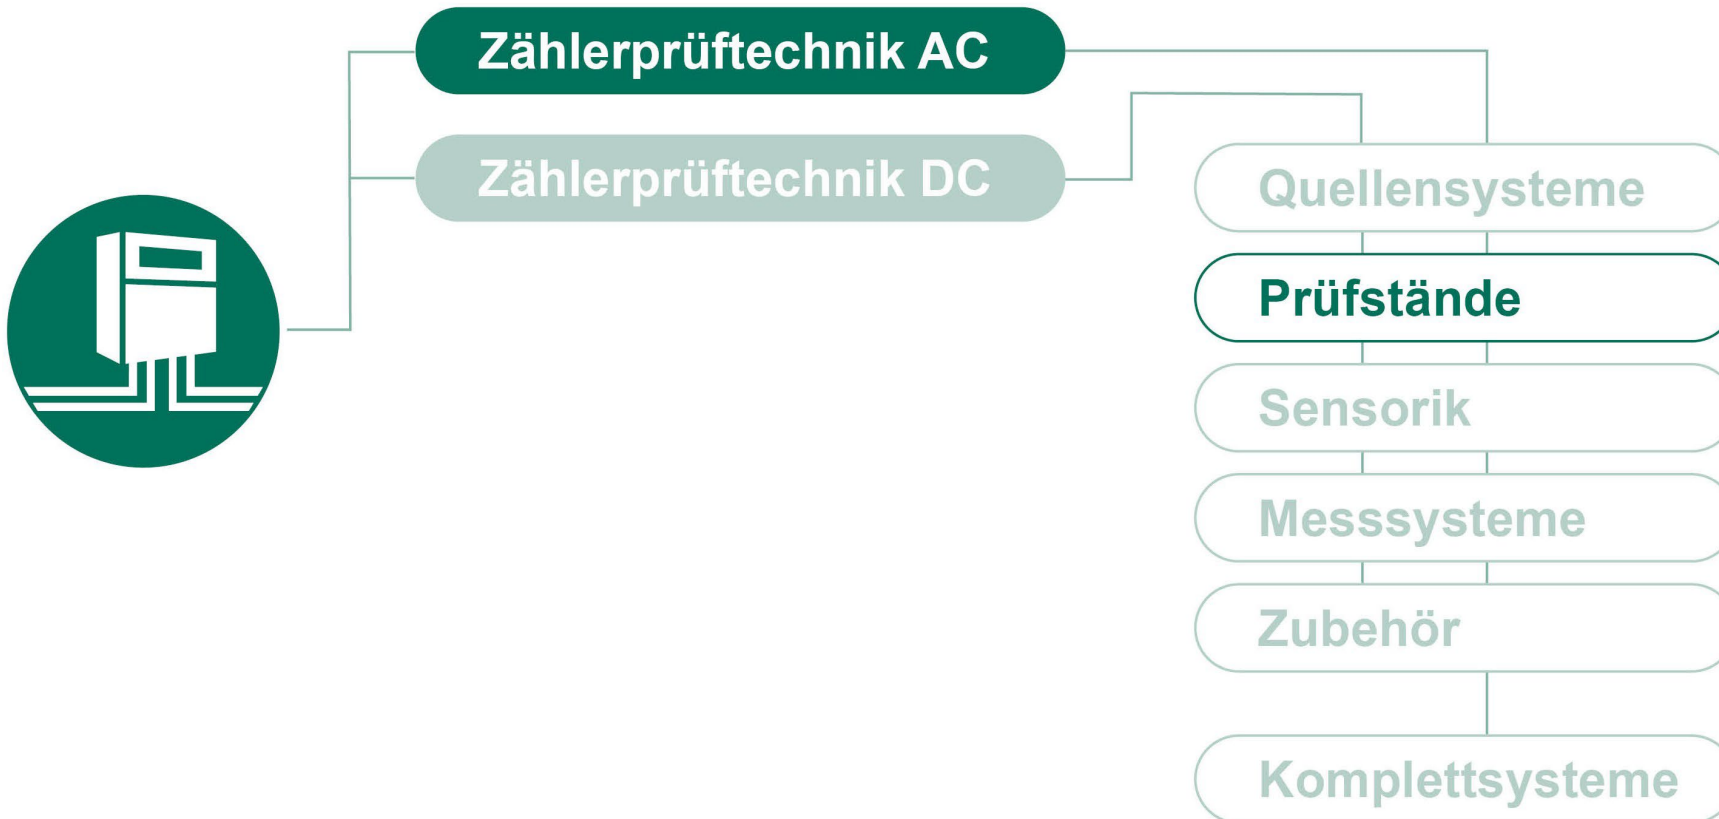 Zählerprüftechnik AC
Zählerprüftechnik DC
Quellensysteme
Prüfstände
Sensorik
Messsysteme
Zubehör
Komplettsysteme